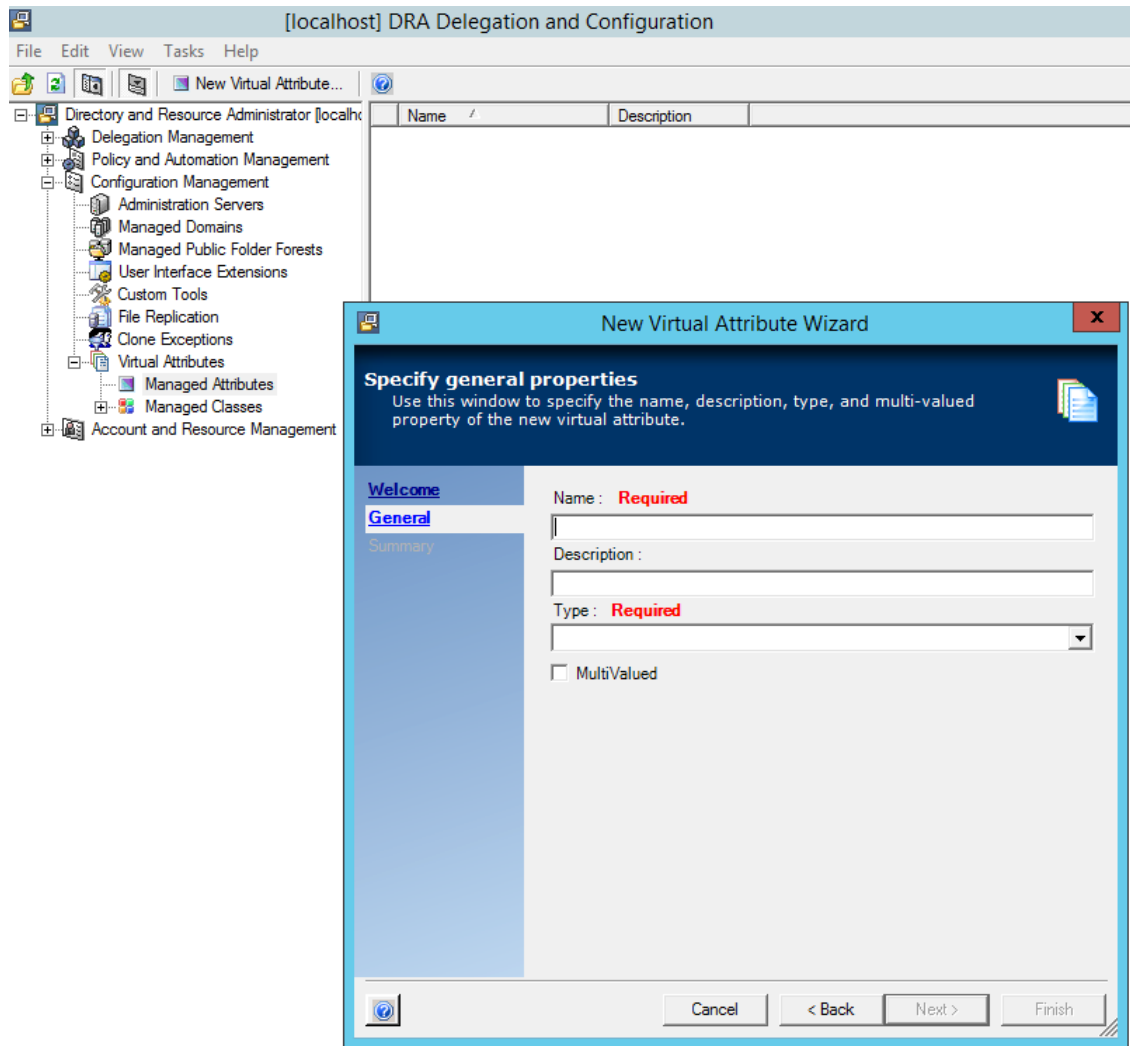 [localhost] DRA Delegation and Configuration
File Edit View Tasks Help
New Virtual Attribute...
Directory and Resource Administrator [localho
Delegation Management
Policy and Automation Management
Configuration Management
Administration Servers
Managed Domains
Managed Public Folder Forests
User Interface Extensions
Custom Tools
File Replication
Clone Exceptions
Virtual Attributes
Managed Attributes
Managed Classes
Account and Resource Management
Name Description
New Virtual Attribute Wizard
x
Specify general properties
Use this window to specify the name, description, type, and multi-valued
property of the new virtual attribute.
Welcome
General
Summary
Name : Required
Description :
Type : Required
MultiValued
Cancel < Back Next > Finish